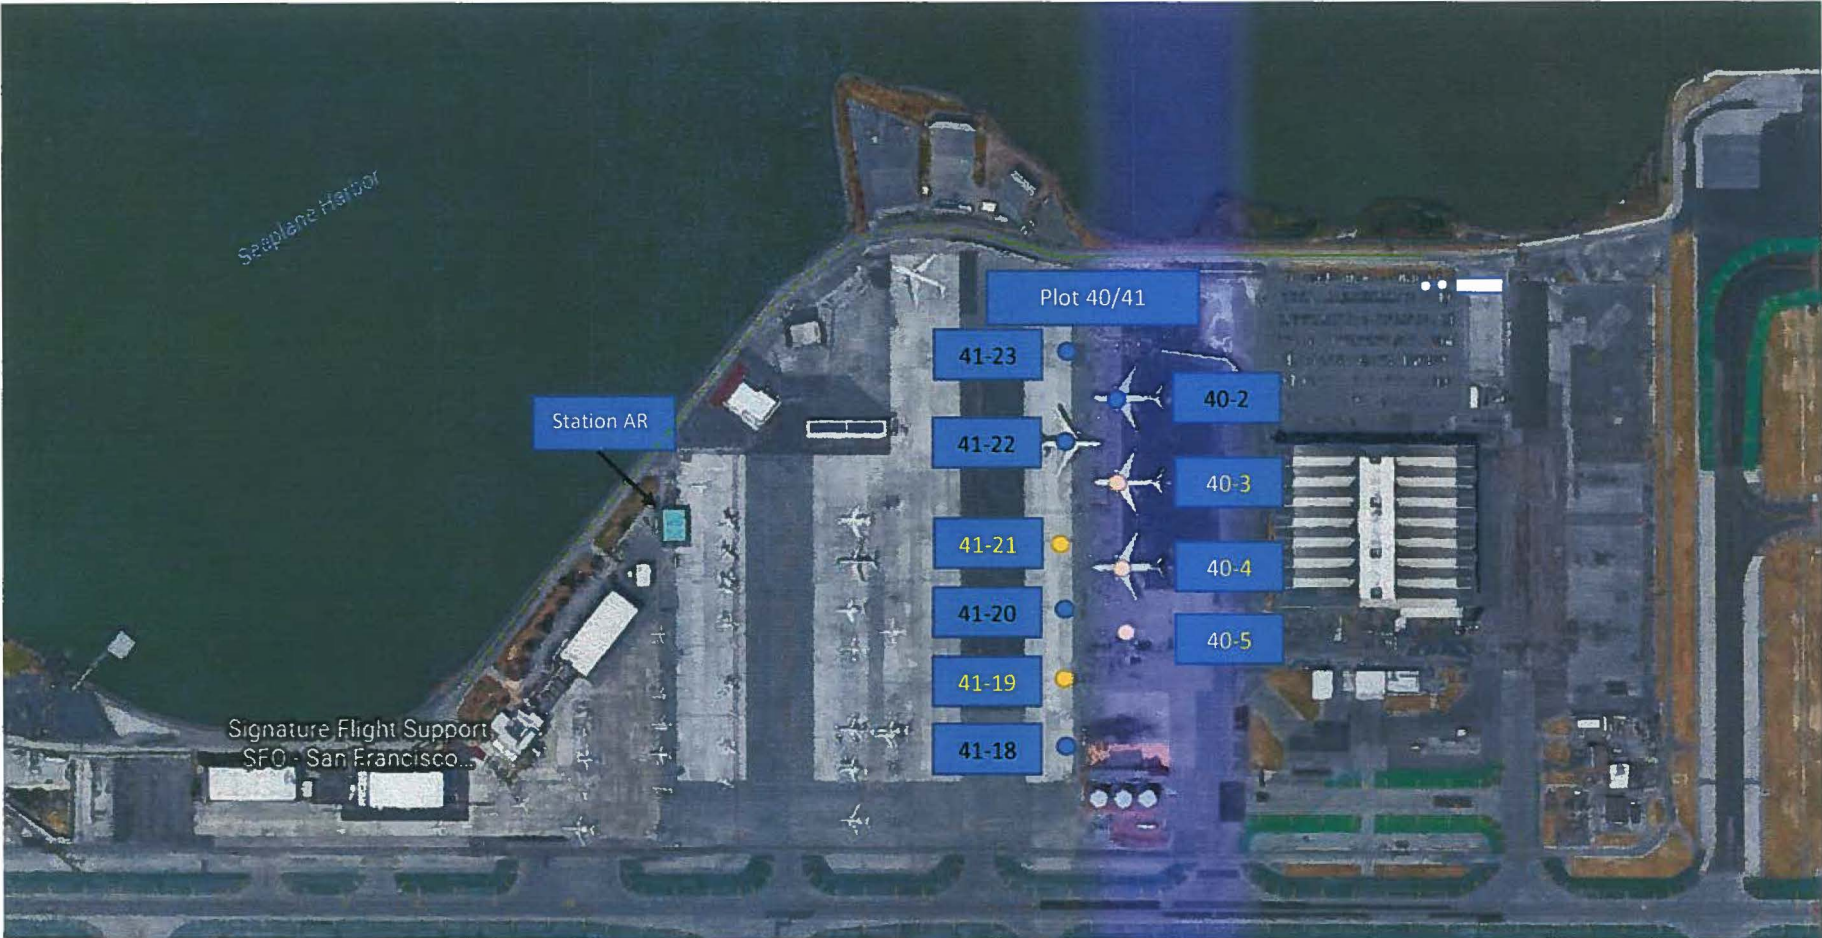 Seaplane Harbor
Plot 40/41
41-23
40-2
Station AR
41-22
40-3
41-21
40-4
41-20
40-5
41-19
Signature Flight Support
SFO - San Francisco...
41-18